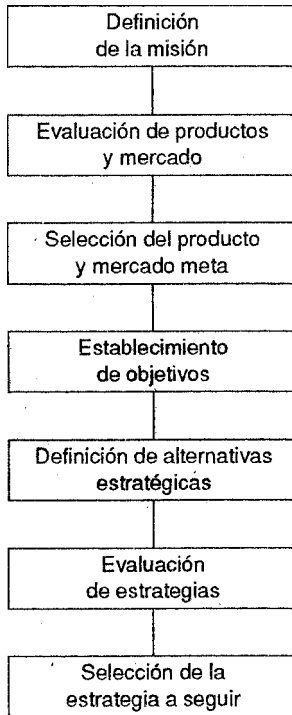 Definición
de la misión
Evaluación de productos
y mercado
Selección del producto
y mercado meta
Establecimiento
de objetivos
Definición de alternativas
estratégicas
Evaluación
de estrategias
Selección de la
estrategia a seguir